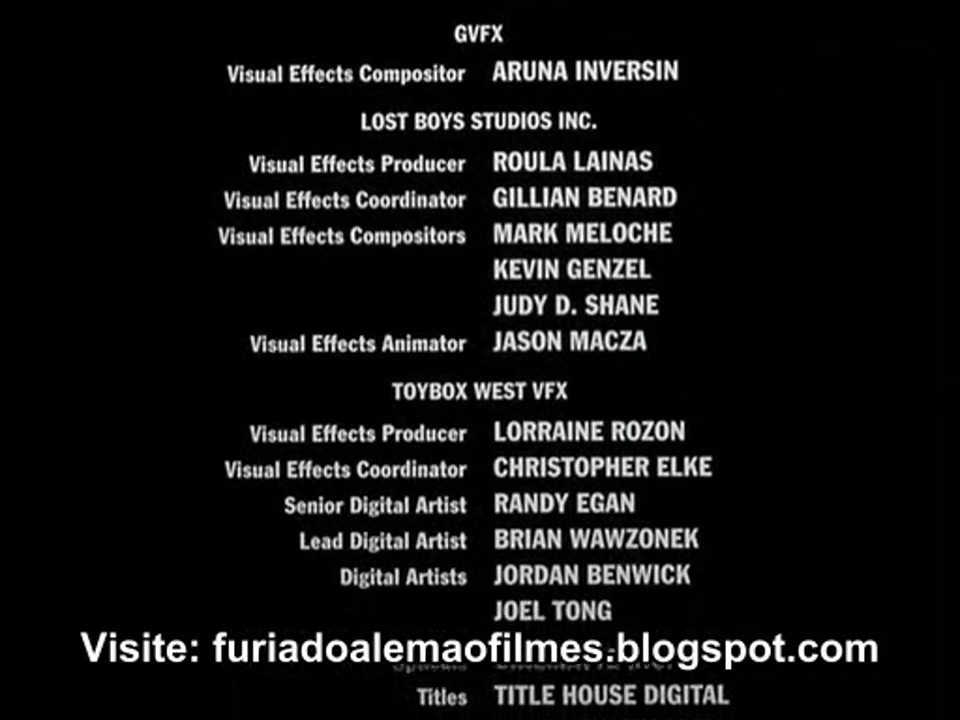 GVFX
Visual Effects Compositor ARUNA INVERSIN
LOST BOYS STUDIOS INC.
Visual Effects Producer ROULA LAINAS
Visual Effects Coordinator GILLIAN BENARD
Visual Effects Compositors MARK MELOCHE
KEVIN GENZEL
JUDY D. SHANE
Visual Effects Animator JASON MACZA
TOYBOX WEST VFX
Visual Effects Producer LORRAINE ROZON
Visual Effects Coordinator CHRISTOPHER ELKE
Senior Digital Artist RANDY EGAN
Lead Digital Artist BRIAN WAWZONEK
Digital Artists JORDAN BENWICK
JOEL TONG
Visite: furiadoalemaofilmes.blogspot.com
Titles TITLE HOUSE DIGITAL